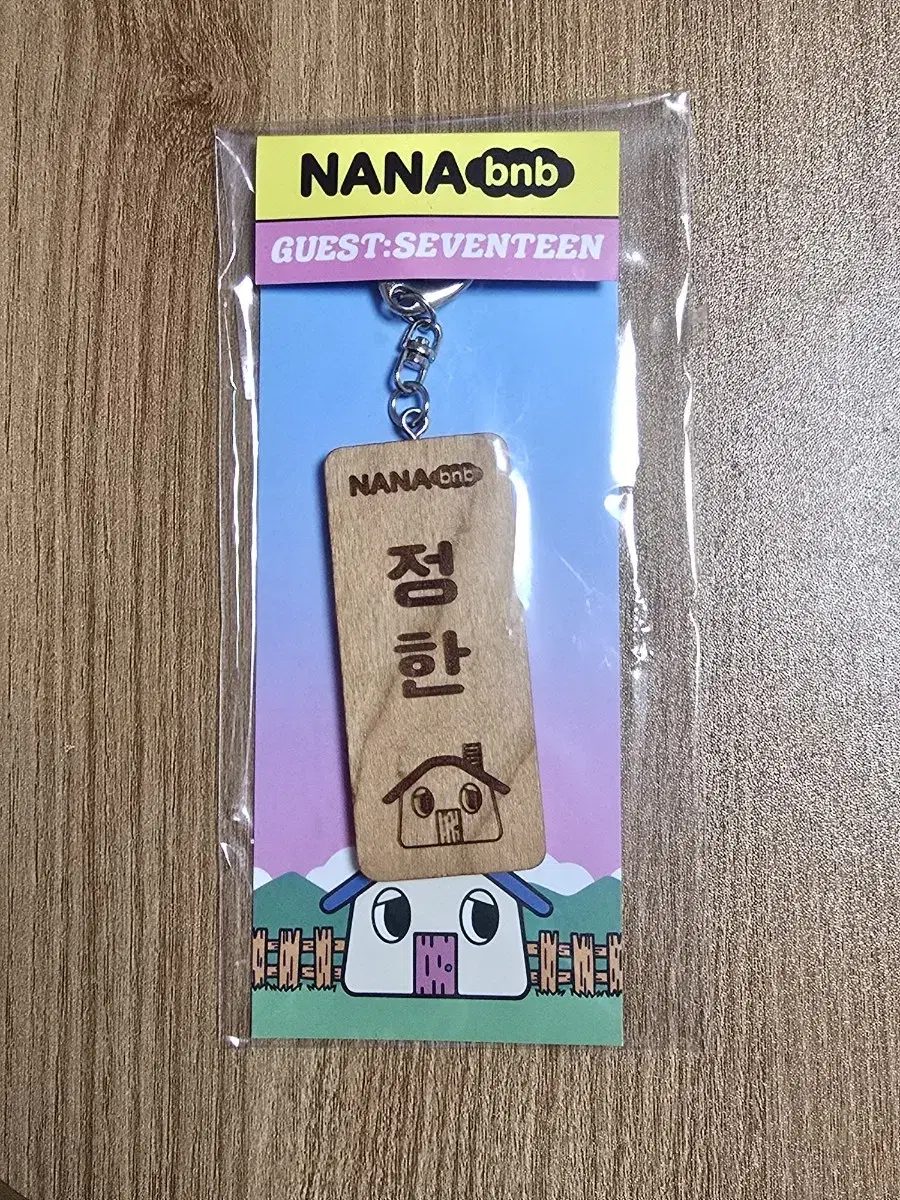 NANA bnb
GUEST:SEVENTEEN
NANA bnb
정
한